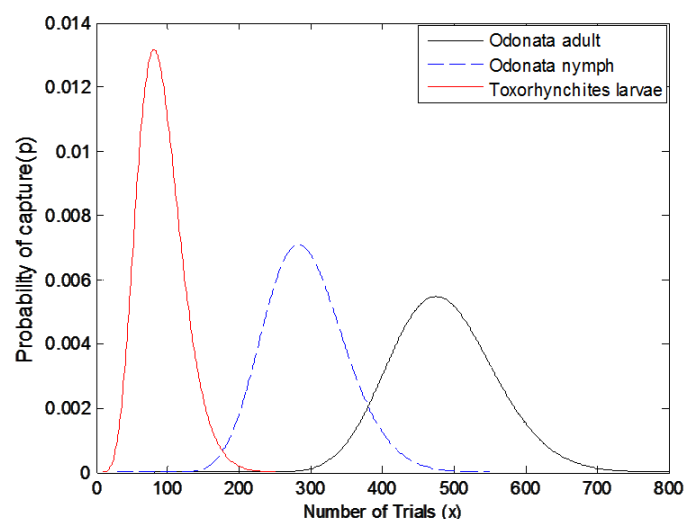 Odonata adult
Odonata nymph
Toxorhynchites larvae
Probability of capture(p)
0.014
0.012
0.01
0.008
0.006
0.004
0.002
0
0 100 200 300 400 500 600 700 800
Number of Trials (x)